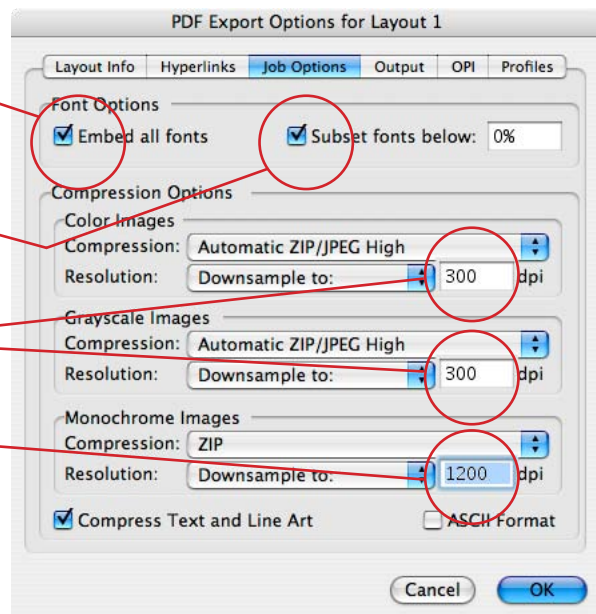 PDF Export Options for Layout 1
Layout Info Hyperlinks Job Options Output OPI Profiles
Font Options
Embed all fonts Subset fonts below: 0%
Compression Options
Color Images
Compression: Automatic ZIP/JPEG High
Resolution: Downsample to: 300 dpi
Grayscale Images
Compression: Automatic ZIP/JPEG High
Resolution: Downsample to: 300 dpi
Monochrome Images
Compression: ZIP
Resolution: Downsample to: 1200 dpi
Compress Text and Line Art ASCII Format
Cancel OK